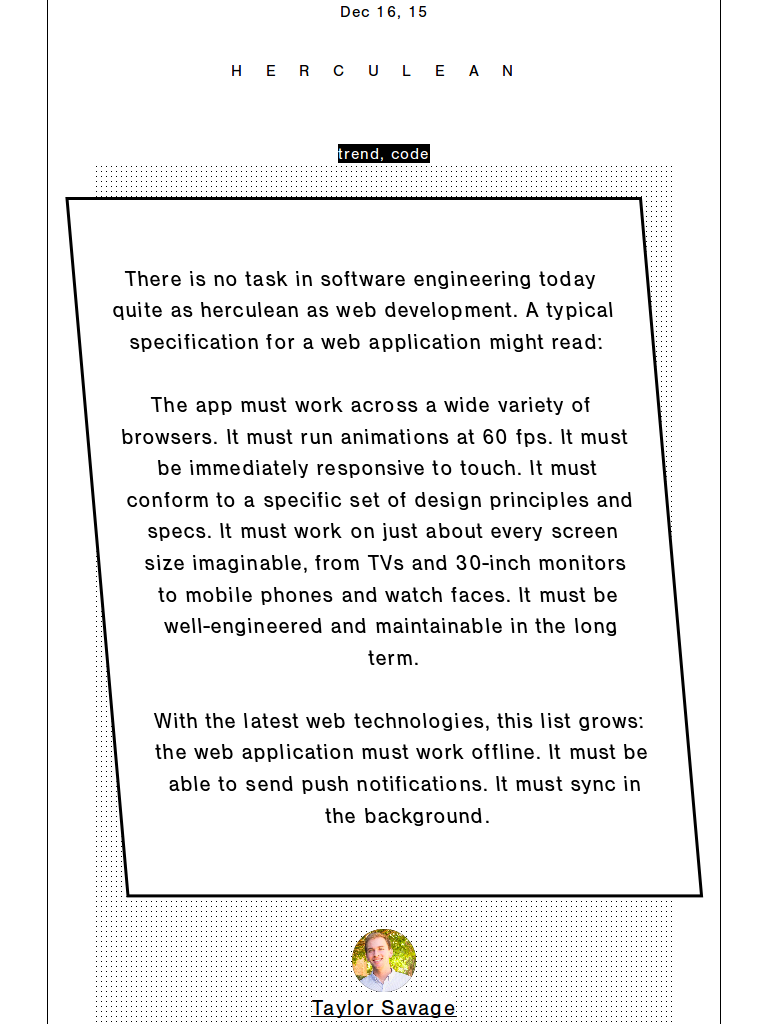 Dec 16, 15
HERCULEAN
trend, code
There is no task in software engineering today
quite as herculean as web development. A typical
specification for a web application might read:
The app must work across a wide variety of
browsers. It must run animations at 60 fps. It must
be immediately responsive to touch. It must
conform to a specific set of design principles and
specs. It must work on just about every screen
size imaginable, from TVs and 30-inch monitors
to mobile phones and watch faces. It must be
well-engineered and maintainable in the long
term.
With the latest web technologies, this list grows:
the web application must work offline. It must be
able to send push notifications. It must sync in
the background.
Taylor Savage